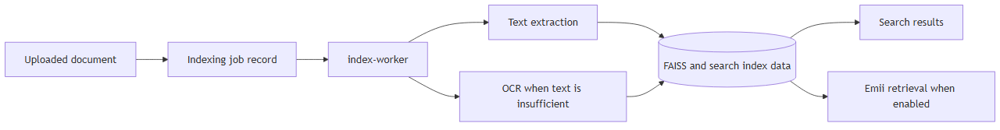 Uploaded document
Indexing job record
index-worker
Text extraction
OCR when text is
insufficient
FAISS and search index data
Search results
Emii retrieval when
enabled